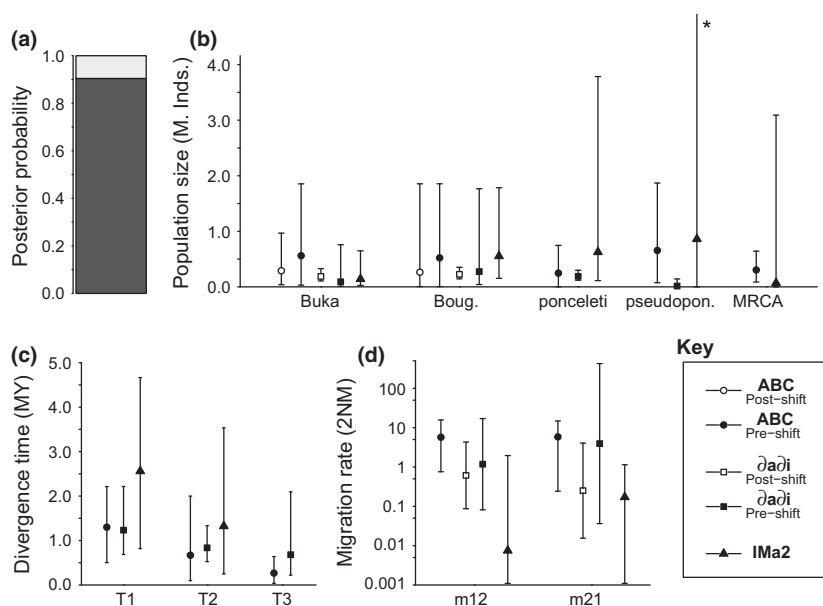 (a)
Posterior probability
1.0
0.8
0.6
0.4
0.2
0.0
(b)
Population size (M. Inds.)
4.0
3.0
2.0
1.0
0.0
*
Buka
Boug.
ponceleti
pseudopon.
MRCA
(c)
Divergence time (MY)
5.0
4.0
3.0
2.0
1.0
0.0
T1
T2
T3
(d)
Migration rate (2NM)
100
10
1
0.1
0.01
0.001
m12
m21
Key
ABC
Post−shift
ABC
Pre−shift
∂a∂i
Post−shift
∂a∂i
Pre−shift
IMa2